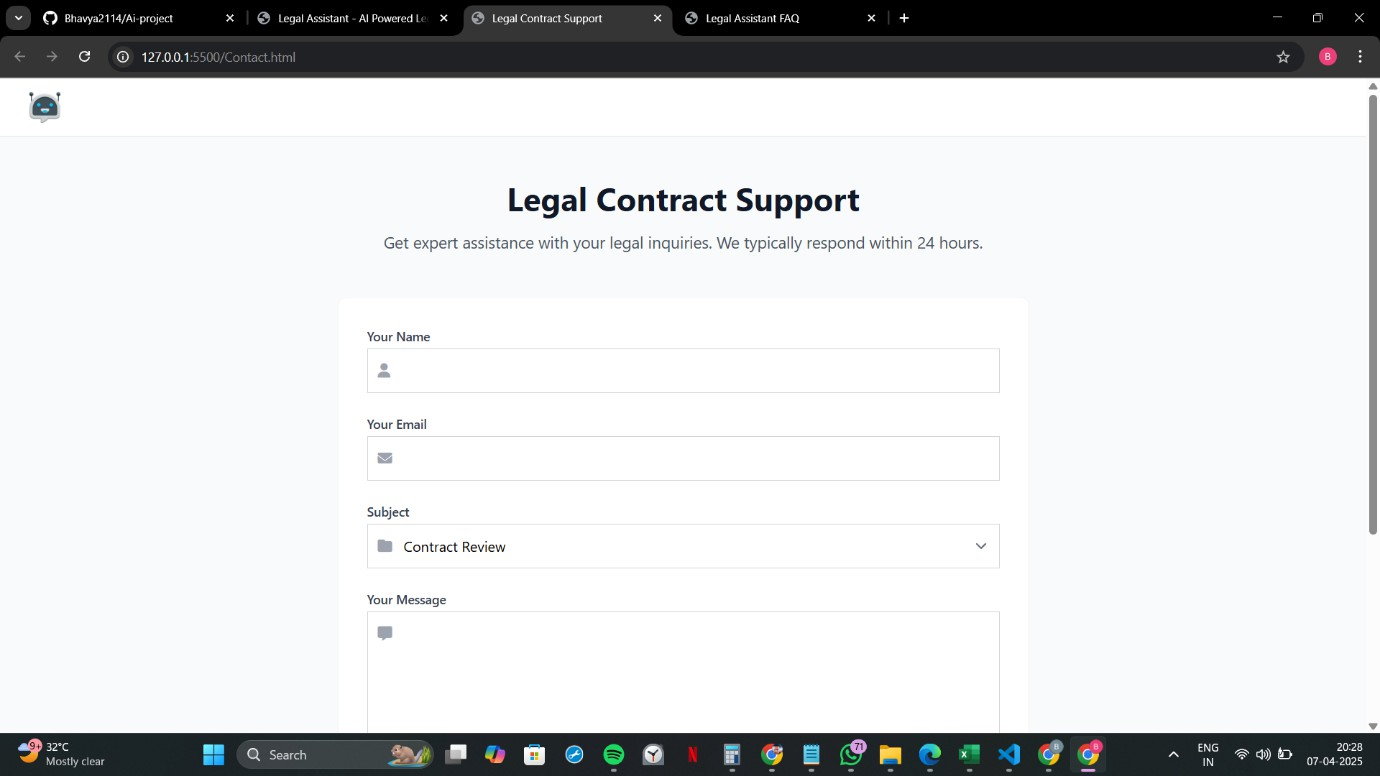 Bhavya2114/Ai-project
Legal Assistant - AI Powered Le
Legal Contract Support
Legal Assistant FAQ
127.0.0.1:5500/Contact.html
B
Legal Contract Support
Get expert assistance with your legal inquiries. We typically respond within 24 hours.
Your Name
Your Email
Subject
Contract Review
Your Message
9+
32°C
Mostly clear
Search
71
B
B
ENG
IN
20:28
07-04-2025